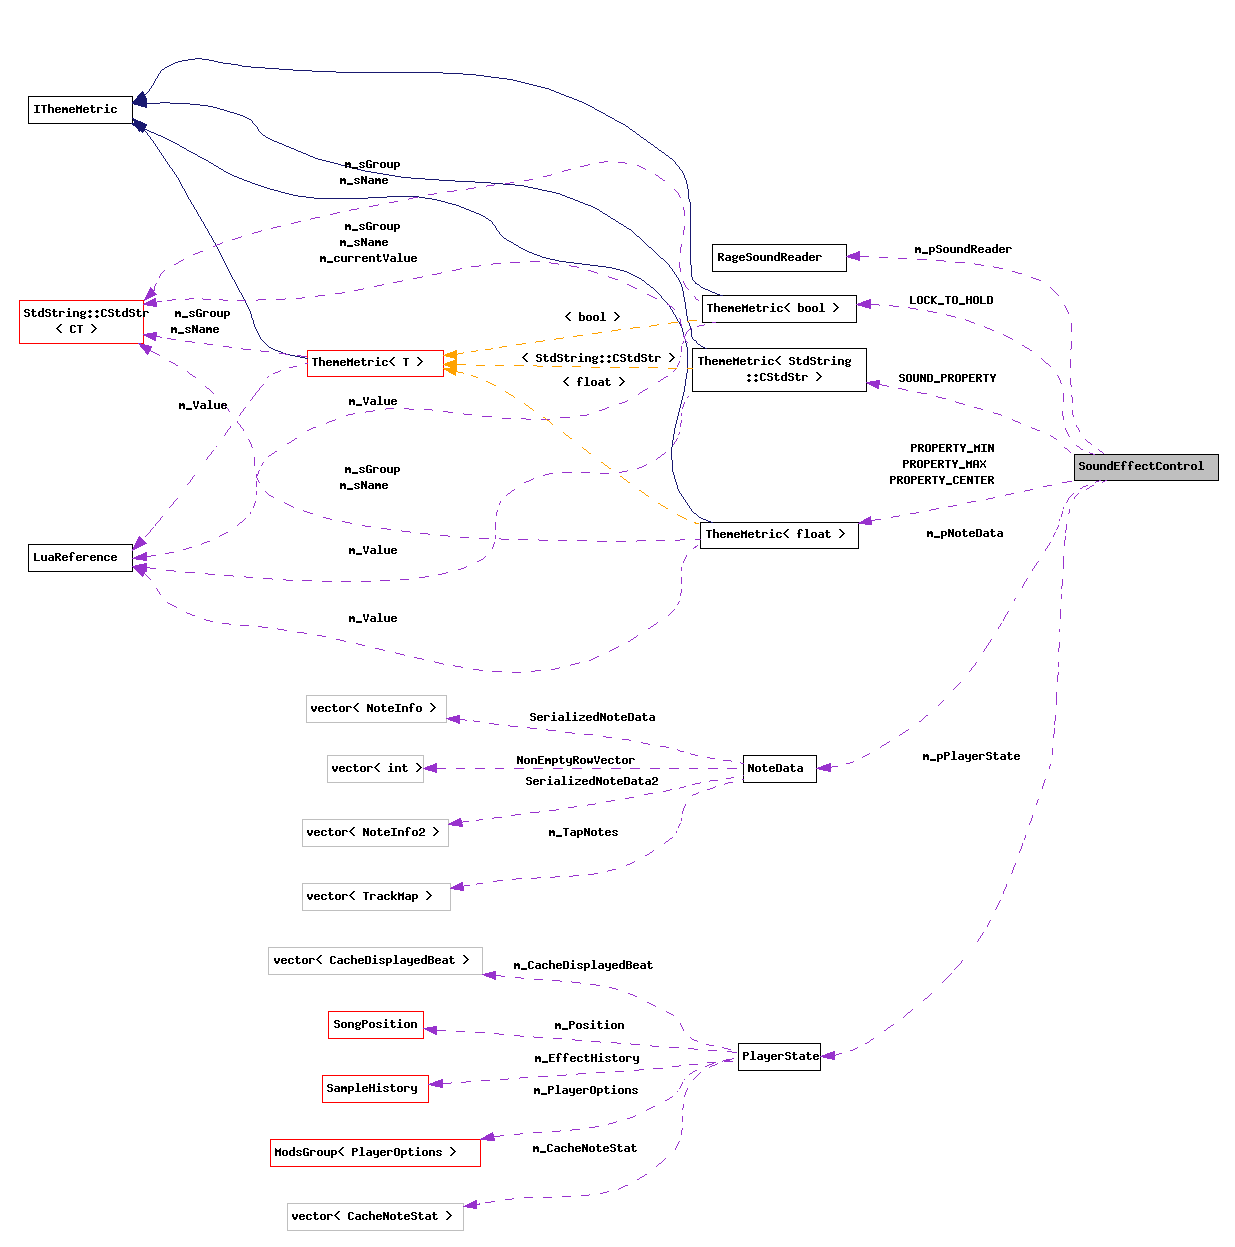 IThemeMetric
m_sGroup
m_sName
m_sGroup
m_sName
m_currentValue
RageSoundReader
m_pSoundReader
StdString::CStdStr
< CT >
m_sGroup
m_sName
< bool >
ThemeMetric< bool >
LOCK_TO_HOLD
ThemeMetric< T >
< StdString::CStdStr >
< float >
ThemeMetric< StdString
::CStdStr >
SOUND_PROPERTY
m_Value
m_Value
PROPERTY_MIN
PROPERTY_MAX
PROPERTY_CENTER
SoundEffectControl
m_sGroup
m_sName
ThemeMetric< float >
m_pNoteData
LuaReference
m_Value
m_Value
vector< NoteInfo >
SerializedNoteData
vector< int >
NonEmptyRowVector
SerializedNoteData2
NoteData
m_pPlayerState
vector< NoteInfo2 >
m_TapNotes
vector< TrackMap >
vector< CacheDisplayedBeat >
m_CacheDisplayedBeat
SongPosition
m_Position
m_EffectHistory
PlayerState
SampleHistory
m_PlayerOptions
ModsGroup< PlayerOptions >
m_CacheNoteStat
vector< CacheNoteStat >